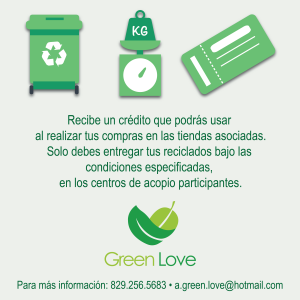 KG
Recibe un crédito que podrás usar
al realizar tus compras en las tiendas asociadas.
Solo debes entregar tus reciclados bajo las
condiciones especificadas,
en los centros de acopio participantes.
Green Love
Para más información: 829.256.5683 • a.green.love@hotmail.com